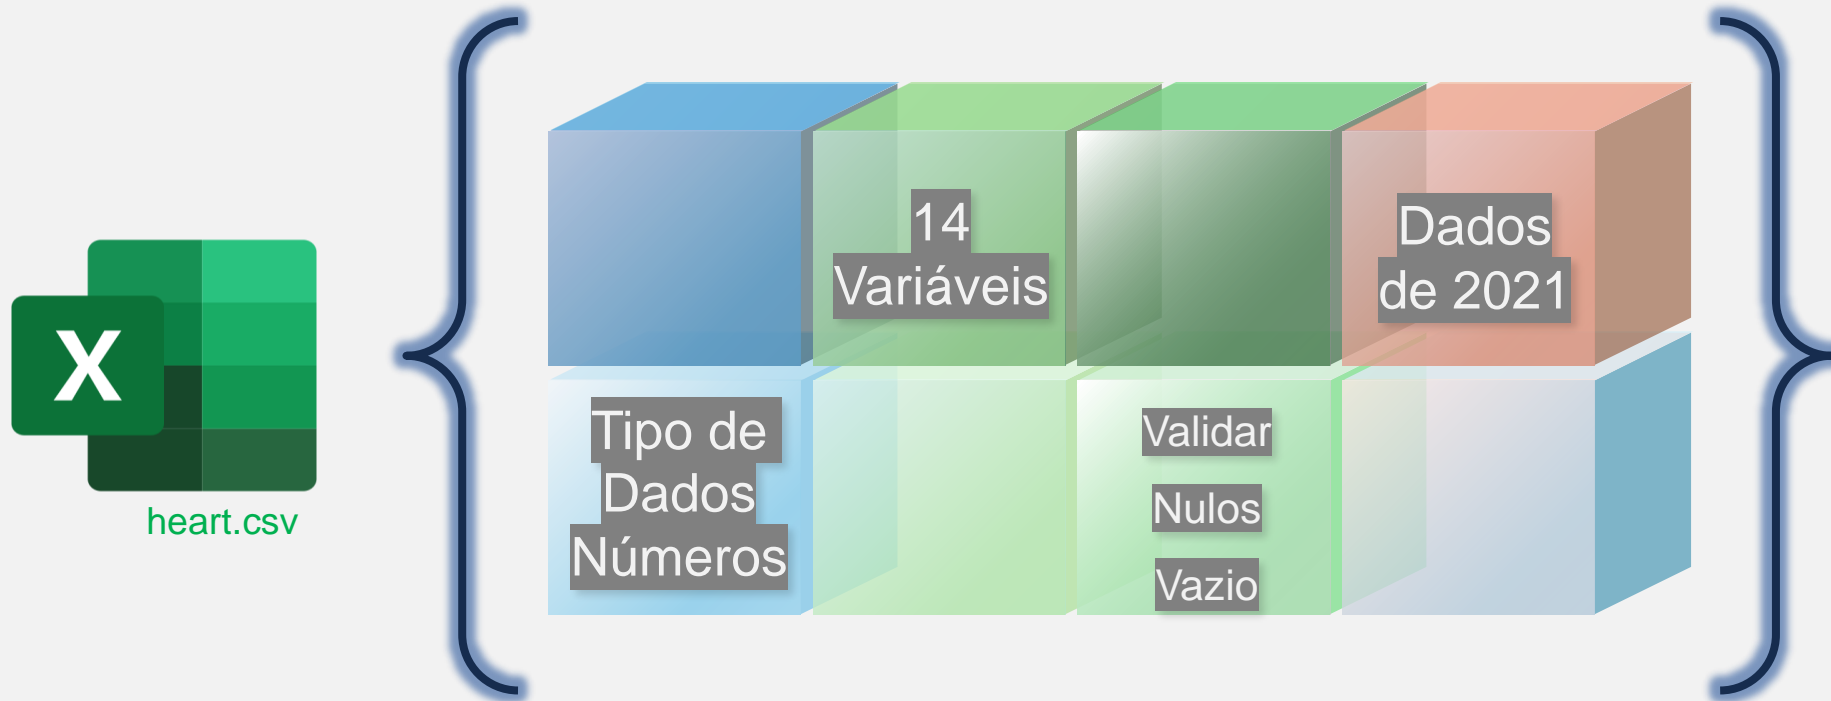 14
Variáveis
Dados
de 2021
X
heart.csv
Tipo de
Dados
Números
Validar
Nulos
Vazio